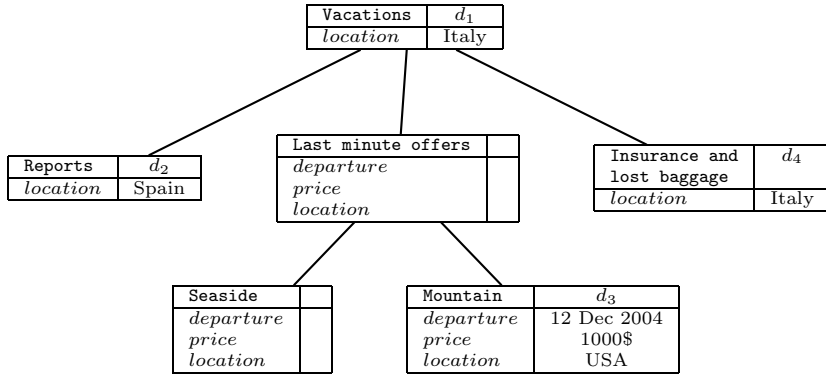 Vacations d₁
location Italy
Reports d₂
location Spain
Last minute offers
departure
price
location
Insurance and d₄
lost baggage
location Italy
Seaside
departure
price
location
Mountain d₃
departure 12 Dec 2004
price 1000$
location USA